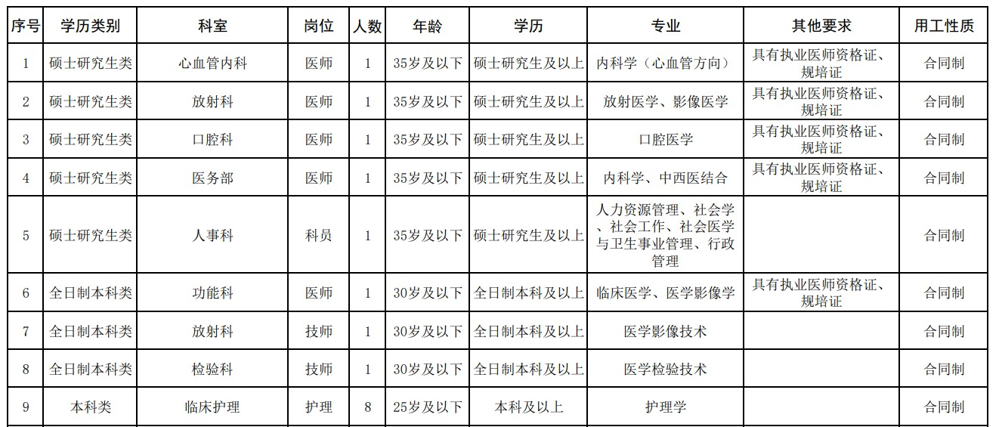 序号 学历类别 科室 岗位 人数 年龄 学历 专业 其他要求 用工性质
1 硕士研究生类 心血管内科 医师 1 35岁及以下 硕士研究生及以上 内科学（心血管方向） 具有执业医师资格证、
规培证 合同制
2 硕士研究生类 放射科 医师 1 35岁及以下 硕士研究生及以上 放射医学、影像医学 具有执业医师资格证、
规培证 合同制
3 硕士研究生类 口腔科 医师 1 35岁及以下 硕士研究生及以上 口腔医学 具有执业医师资格证、
规培证 合同制
4 硕士研究生类 医务部 医师 1 35岁及以下 硕士研究生及以上 内科学、中西医结合 具有执业医师资格证、
规培证 合同制
5 硕士研究生类 人事科 科员 1 35岁及以下 硕士研究生及以上 人力资源管理、社会学
、社会工作、社会医学
与卫生事业管理、行政
管理 合同制
6 全日制本科类 功能科 医师 1 30岁及以下 全日制本科及以上 临床医学、医学影像学 具有执业医师资格证、
规培证 合同制
7 全日制本科类 放射科 技师 1 30岁及以下 全日制本科及以上 医学影像技术 合同制
8 全日制本科类 检验科 技师 1 30岁及以下 全日制本科及以上 医学检验技术 合同制
9 本科类 临床护理 护理 8 25岁及以下 本科及以上 护理学 合同制